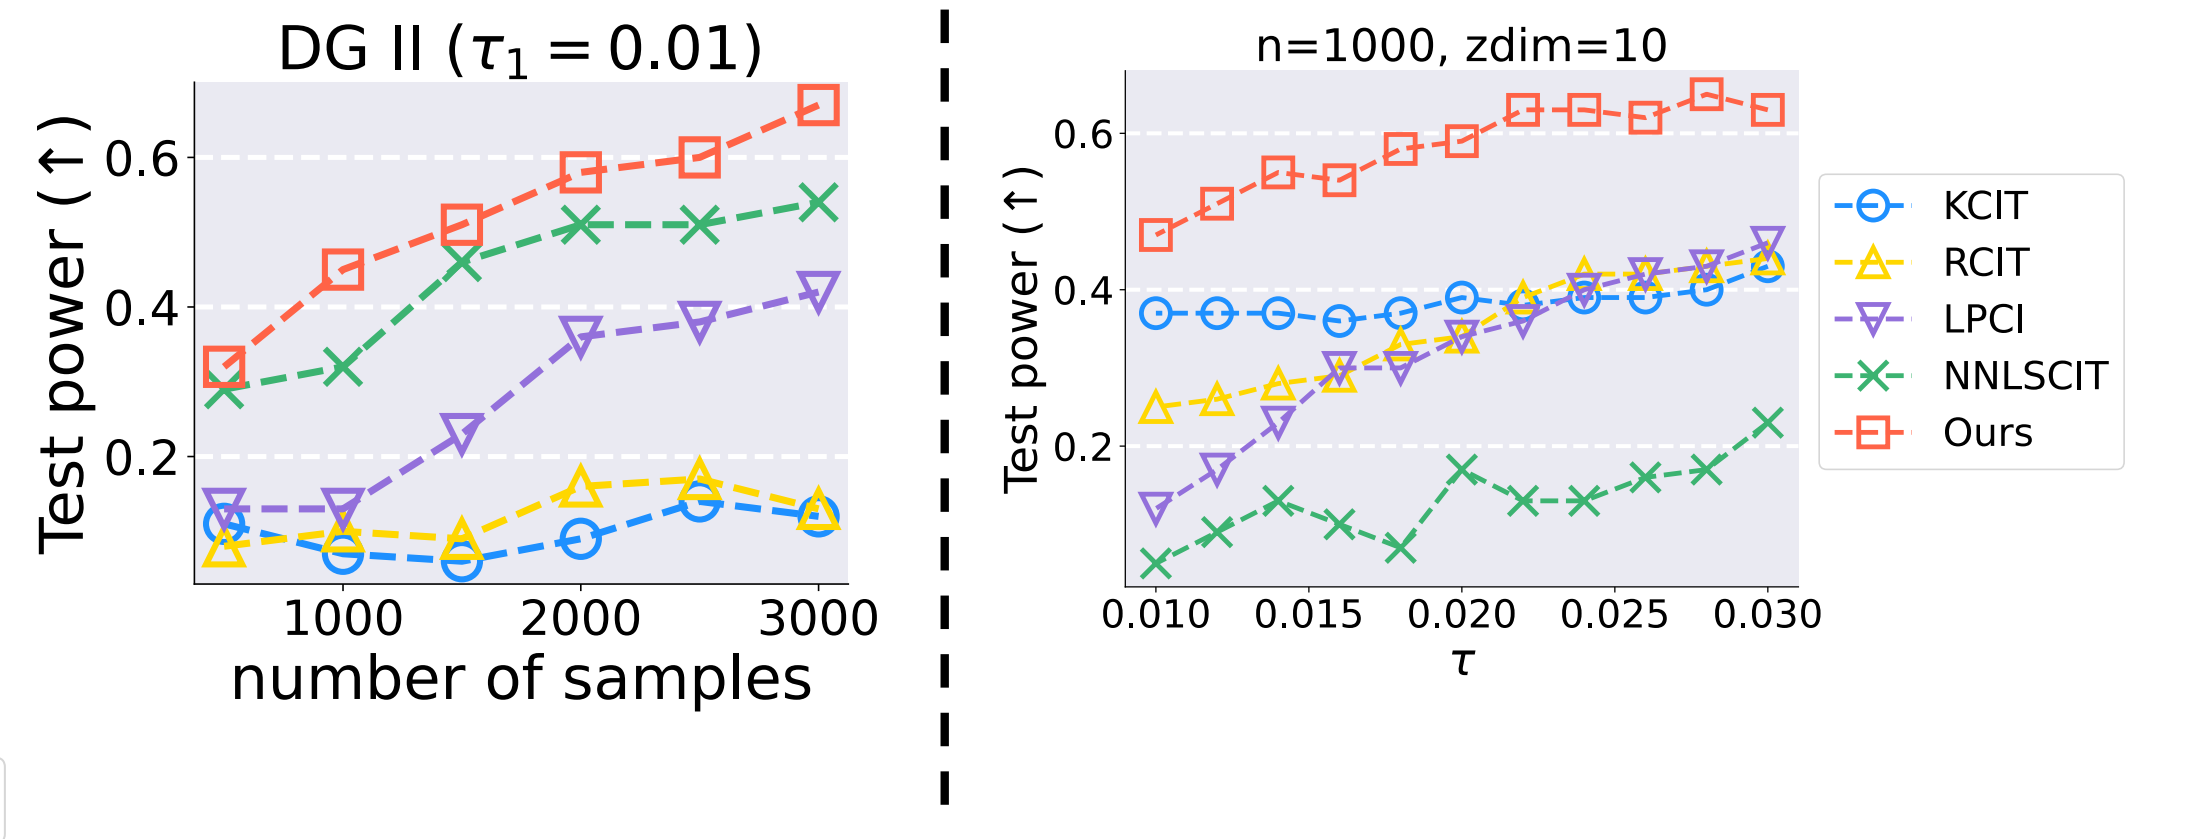 DG II (τ₁ = 0.01)
Test power (↑)
0.6
0.4
0.2
1000 2000 3000
number of samples
n=1000, zdim=10
Test power (↑)
0.6
0.4
0.2
0.010 0.015 0.020 0.025 0.030
τ
KCIT
RCIT
LPCI
NNLSCIT
Ours